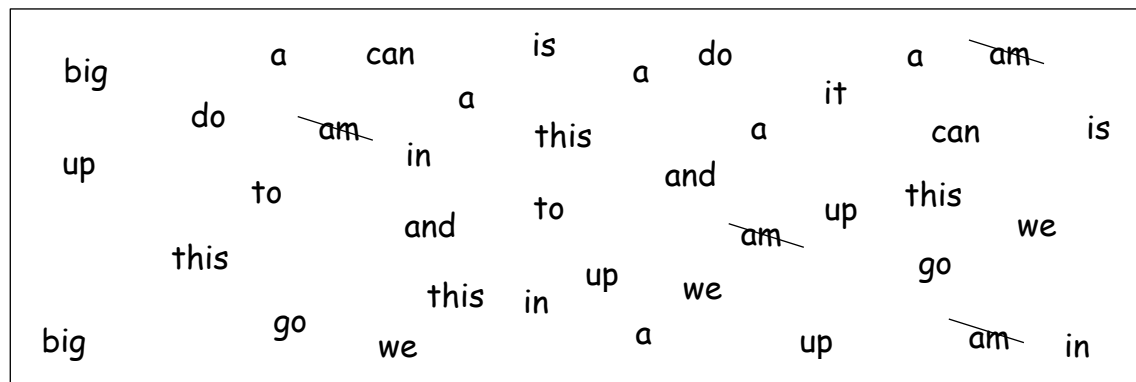 big a can is a do a am
do am a this a it can is
up to in to and up this we
this and up we am go
big go this in a up am in
we